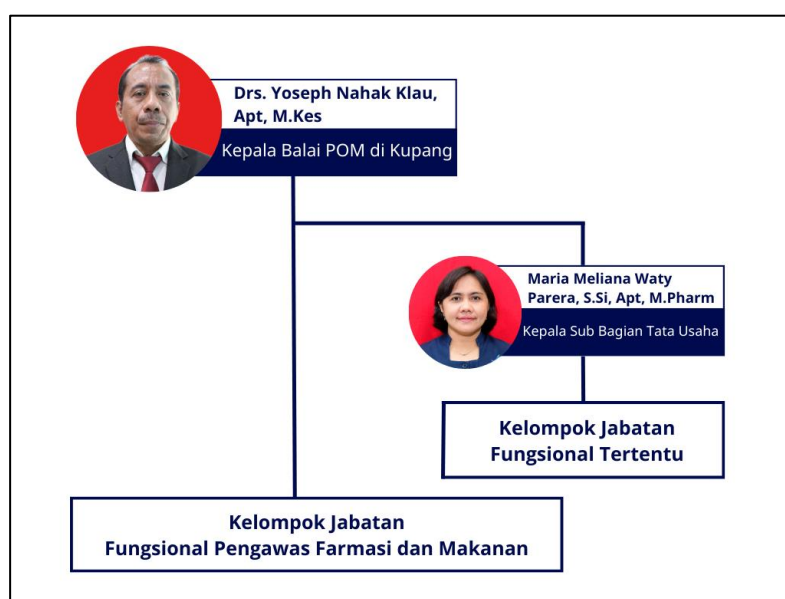 Drs. Yoseph Nahak Klau,
Apt, M.Kes
Kepala Balai POM di Kupang
Maria Meliana Waty
Parera, S.Si, Apt, M.Pharm
Kepala Sub Bagian Tata Usaha
Kelompok Jabatan
Fungsional Tertentu
Kelompok Jabatan
Fungsional Pengawas Farmasi dan Makanan